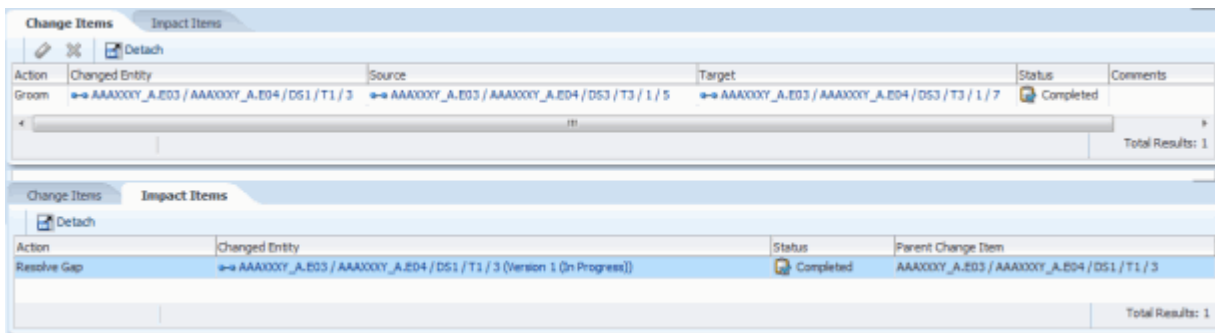 Change Items Impact Items
Detach
Action Changed Entity Source Target Status Comments
Groom AAAXXXY_A.E03 / AAAXXXY_A.E04 / DS1 / T1 / 3 AAAXXXY_A.E03 / AAAXXXY_A.E04 / DS3 / T3 / 1 / 5 AAAXXXY_A.E03 / AAAXXXY_A.E04 / DS3 / T3 / 1 / 7 Completed
Total Results: 1
Change Items Impact Items
Detach
Action Changed Entity Status Parent Change Item
Resolve Gap AAAXXXY_A.E03 / AAAXXXY_A.E04 / DS1 / T1 / 3 (Version 1 (In Progress)) Completed AAAXXXY_A.E03 / AAAXXXY_A.E04 / DS1 / T1 / 3
Total Results: 1